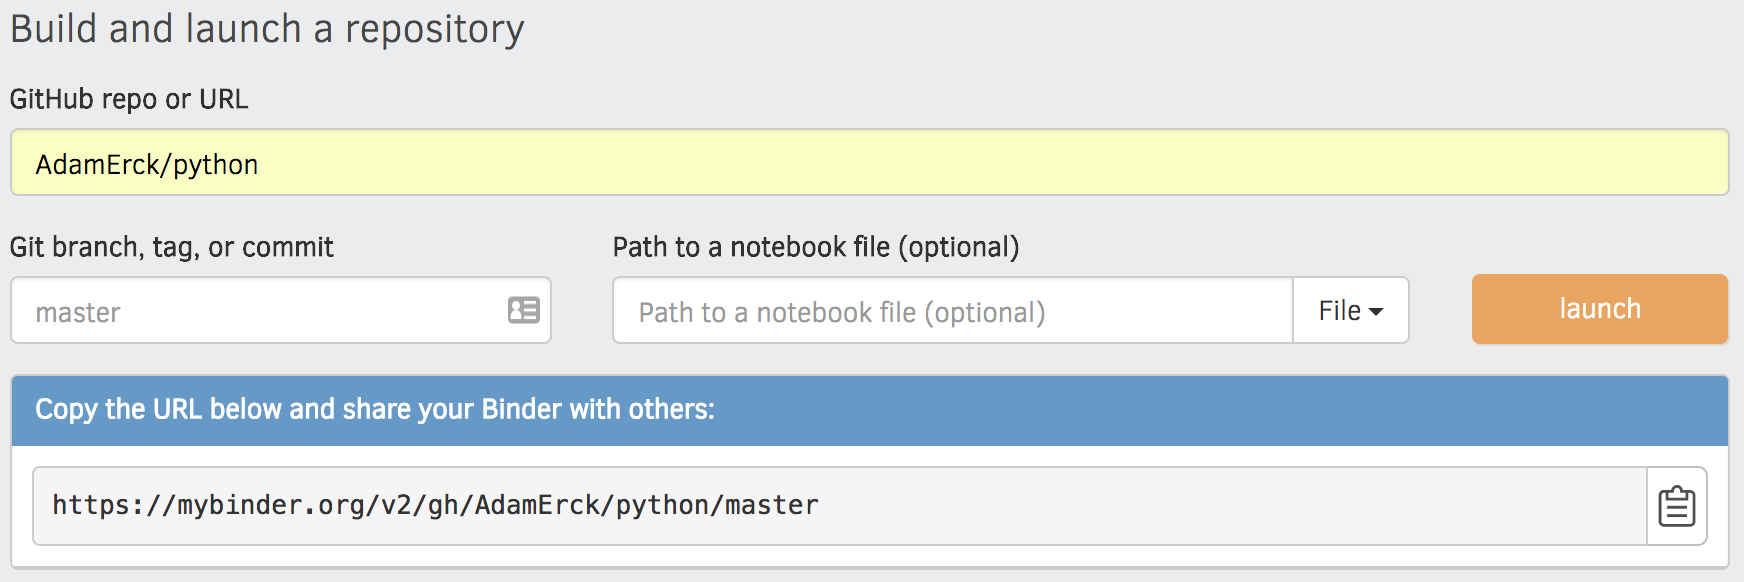 Build and launch a repository
GitHub repo or URL
AdamErck/python
Git branch, tag, or commit
Path to a notebook file (optional)
master
Path to a notebook file (optional)
File
launch
Copy the URL below and share your Binder with others:
https://mybinder.org/v2/gh/AdamErck/python/master